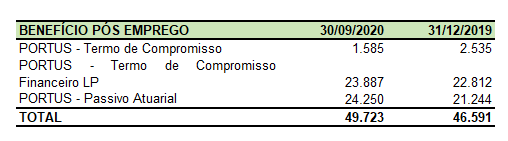 BENEFÍCIO PÓS EMPREGO 30/09/2020 31/12/2019
PORTUS - Termo de Compromisso 1.585 2.535
PORTUS - Termo de Compromisso
Financeiro LP 23.887 22.812
PORTUS - Passivo Atuarial 24.250 21.244
TOTAL 49.723 46.591